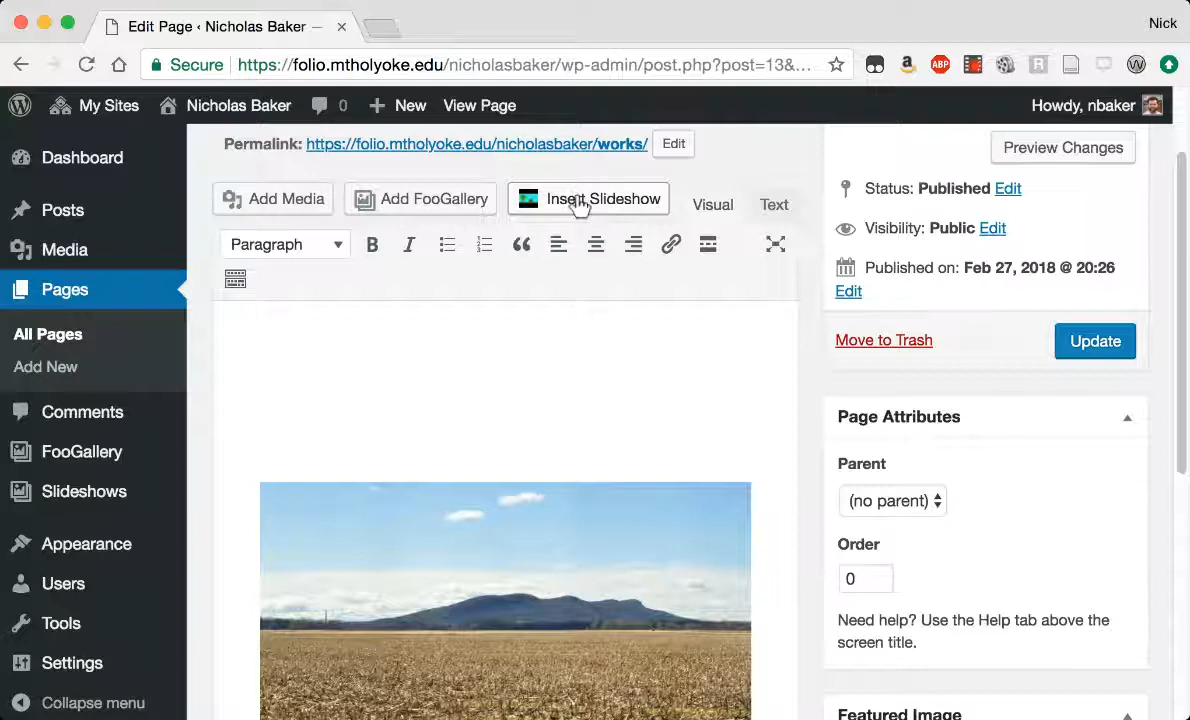 Edit Page ‹ Nicholas Baker —
Nick
Secure https://folio.mtholyoke.edu/nicholasbaker/wp-admin/post.php?post=13&...
ABP
My Sites Nicholas Baker 0 New View Page Howdy, nbaker
Dashboard
Posts
Media
Pages
All Pages
Add New
Comments
FooGallery
Slideshows
Appearance
Users
Tools
Settings
Collapse menu
Permalink: https://folio.mtholyoke.edu/nicholasbaker/works/ Edit
Add Media Add FooGallery Insert Slideshow Visual Text
Paragraph B I
Preview Changes
Status: Published Edit
Visibility: Public Edit
Published on: Feb 27, 2018 @ 20:26
Edit
Move to Trash Update
Page Attributes
Parent
(no parent)
Order
0
Need help? Use the Help tab above the
screen title.
Featured Image